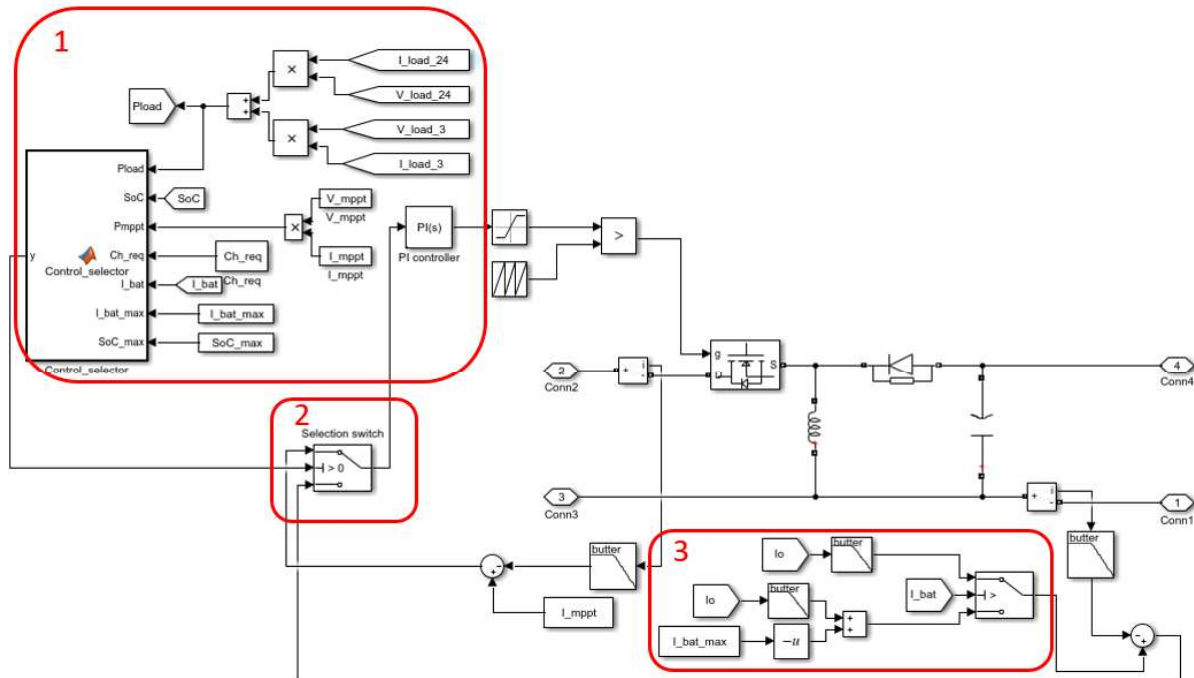 1
I_load_24
×
Pload
+
+
V_load_24
V_load_3
×
I_load_3
Pload
SoC
SoC
V_mppt
V_mppt
Pmppt
×
PI(s)
PI controller
>
y
Control_selector
Ch_req
Ch_req
Ch_req
I_mppt
I_mppt
I_bat
I_bat
I_bat_max
I_bat_max
SoC_max
SoC_max
Control_selector
g
S
2
Conn2
+
i
-
4
Conn4
2
Selection switch
> 0
3
Conn3
+
i
-
1
Conn1
butter
-
+
I_mppt
3
Io
butter
butter
Io
butter
I_bat
>
+
+
I_bat_max
-u
-
+